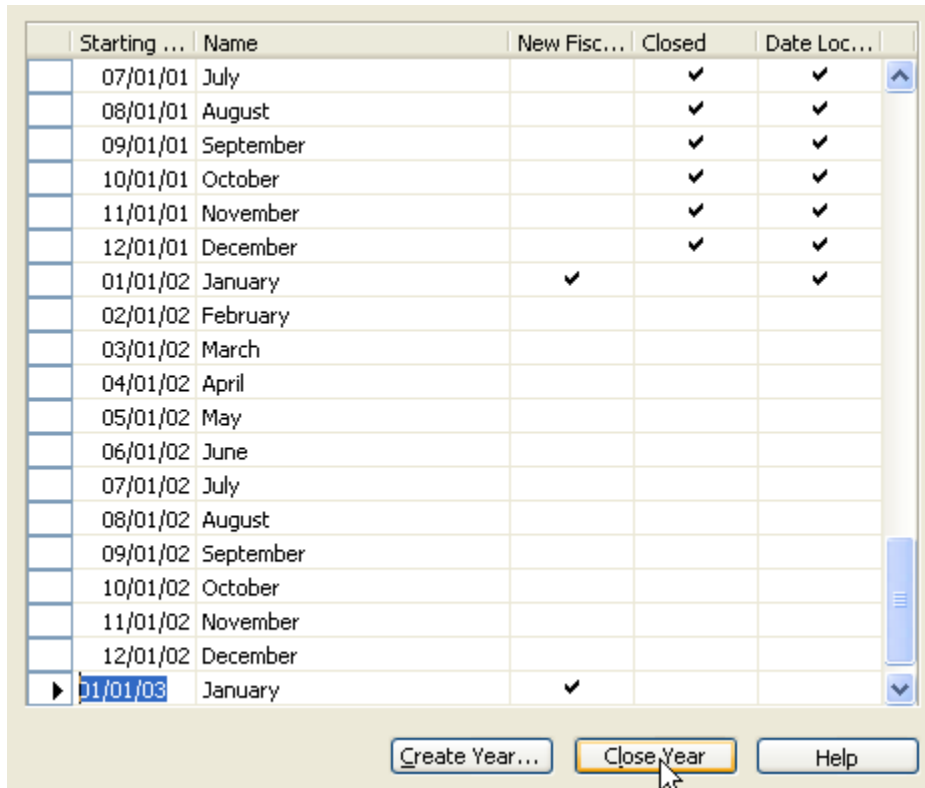 Starting ... Name New Fisc... Closed Date Loc...
07/01/01 July
08/01/01 August
09/01/01 September
10/01/01 October
11/01/01 November
12/01/01 December
01/01/02 January
02/01/02 February
03/01/02 March
04/01/02 April
05/01/02 May
06/01/02 June
07/01/02 July
08/01/02 August
09/01/02 September
10/01/02 October
11/01/02 November
12/01/02 December
01/01/03 January
Create Year... Close Year Help